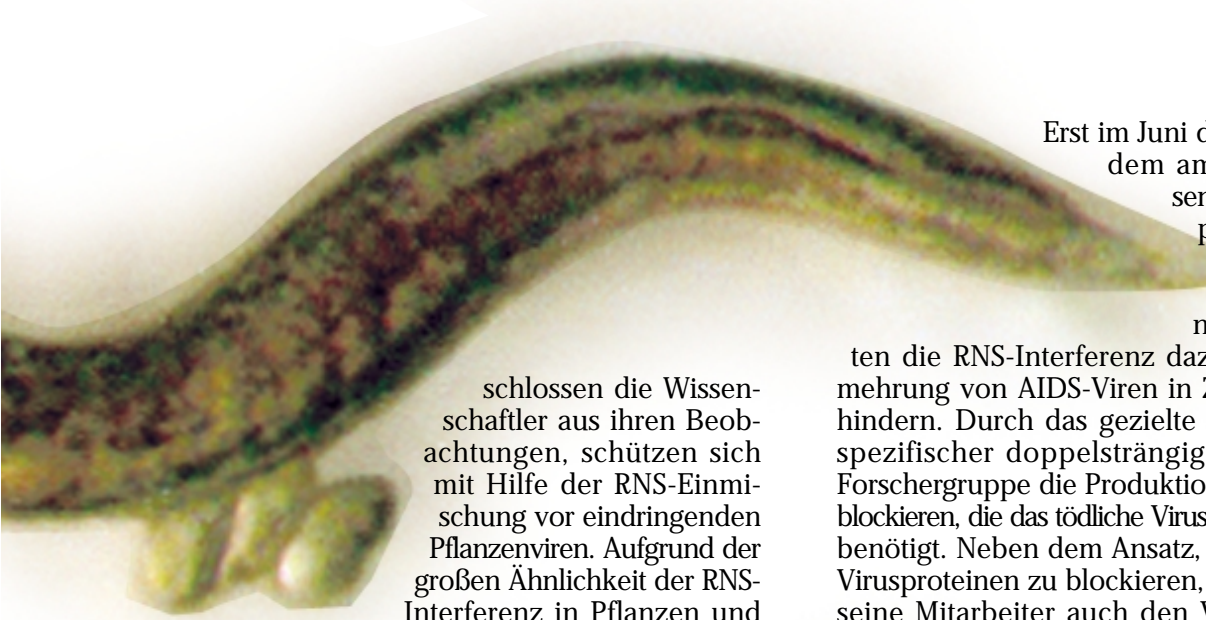 schlossen die Wissen-
schaftler aus ihren Beob-
achtungen, schützen sich
mit Hilfe der RNS-Einmi-
schung vor eindringenden
Pflanzenviren. Aufgrund der
großen Ähnlichkeit der RNS-
Interferenz in Pflanzen und
Erst im Juni
dem am
sen
ten die RNS-Interferenz daz
mehrung von AIDS-Viren in
hindern. Durch das gezielte
spezifischer doppelsträngig
Forschergruppe die Produktio
blockieren, die das tödliche Virus
benötigt. Neben dem Ansatz,
Virusproteinen zu blockieren,
seine Mitarbeiter auch den